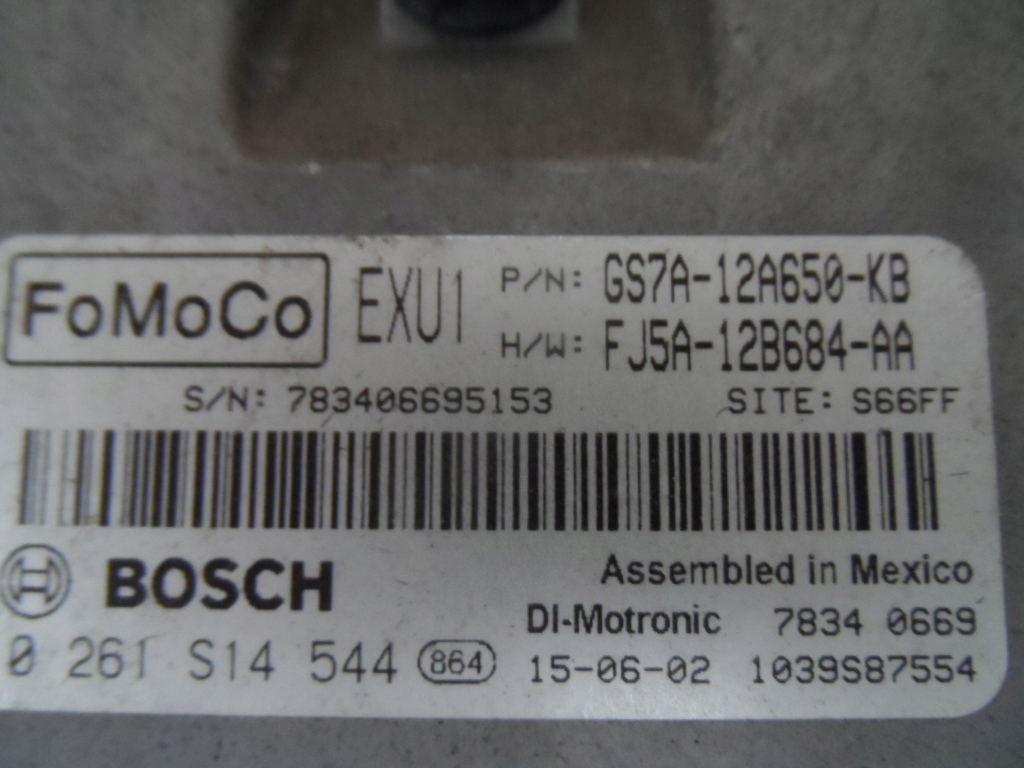 FoMoCo EXU1 P/N: GS7A-12A650-KB
H/W: FJ5A-12B684-AA
S/N: 783406695153 SITE: S66FF
BOSCH Assembled in Mexico
DI-Motronic 7834 0669
0 261 S14 544 864 15-06-02 1039S87554